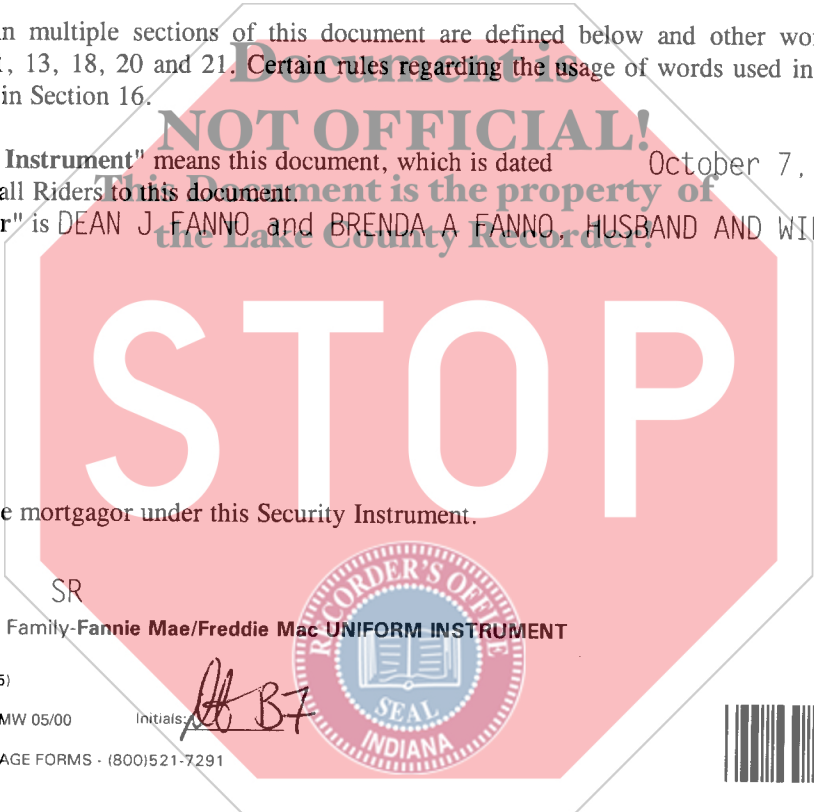 in multiple sections of this document are defined below and other wor
, 13, 18, 20 and 21. Certain rules regarding the usage of words used in
in Section 16.
Document is
NOT OFFICIAL!
This Document is the property of
the Lake County Recorder!
Instrument" means this document, which is dated October 7,
all Riders to this document.
r" is DEAN J FANNO and BRENDA A FANNO, HUSBAND AND WI
STOP
e mortgagor under this Security Instrument.
SR
Family-Fannie Mae/Freddie Mac UNIFORM INSTRUMENT
5)
MW 05/00 Initials: BF
AGE FORMS - (800)521-7291
RECORDER'S OFFICE
SEAL
INDIANA